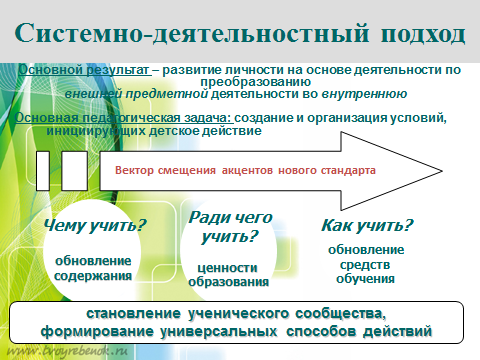 Системно-деятельностный подход
Основной результат – развитие личности на основе деятельности по
преобразованию
внешней предметной деятельности во внутреннюю
Основная педагогическая задача: создание и организация условий,
инициирующих детское действие
Вектор смещения акцентов нового стандарта
Чему учить?
обновление
содержания
Ради чего
учить?
ценности
образования
Как учить?
обновление
средств
обучения
становление ученического сообщества,
формирование универсальных способов действий
www.tvoyrebenok.ru